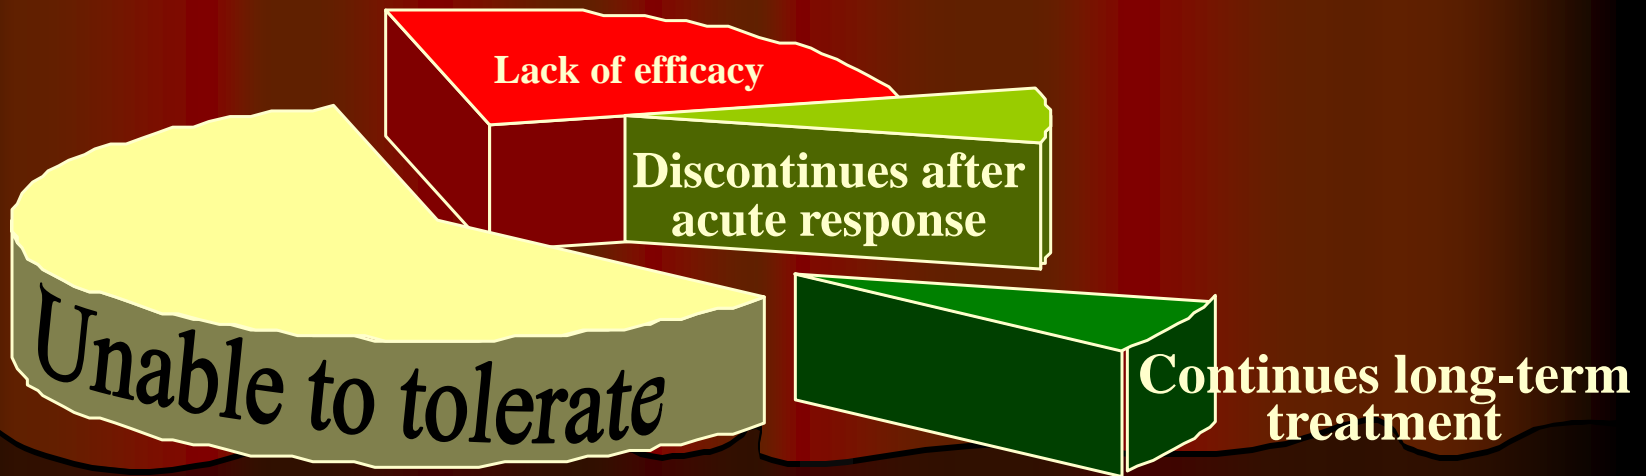 Lack of efficacy
Discontinues after
acute response
Unable to tolerate
Continues long-term
treatment